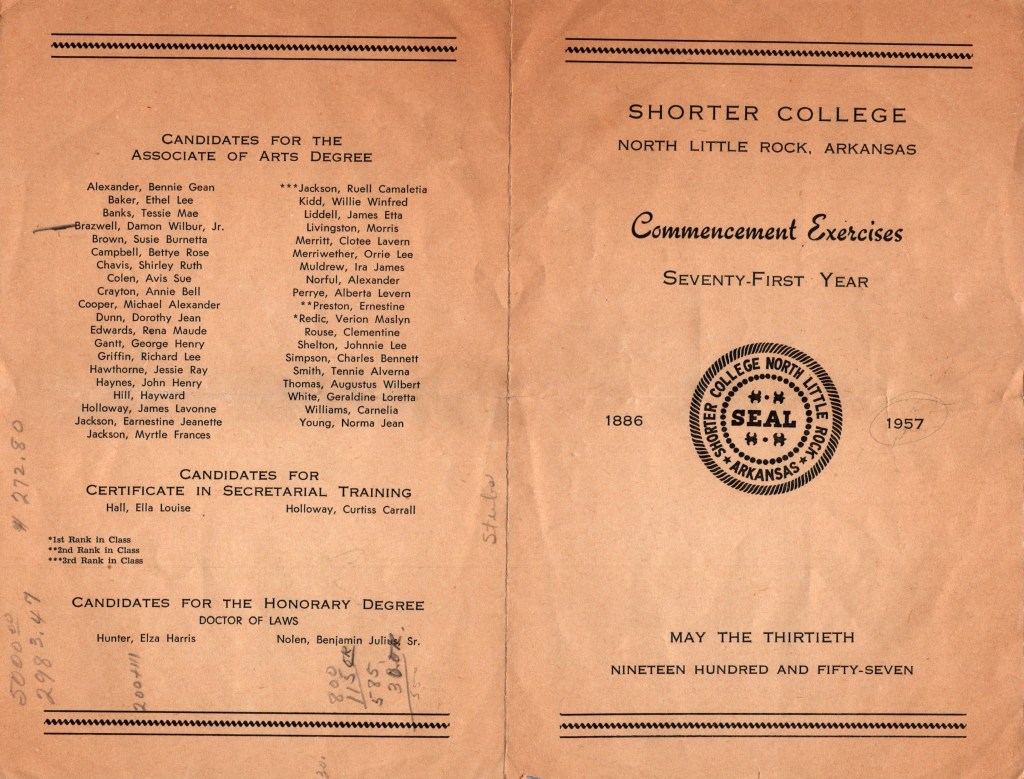 CANDIDATES FOR THE
ASSOCIATE OF ARTS DEGREE
Alexander, Bennie Gean
Baker, Ethel Lee
Banks, Tessie Mae
Brazwell, Damon Wilbur, Jr.
Brown, Susie Burnetta
Campbell, Bettye Rose
Chavis, Shirley Ruth
Colen, Avis Sue
Crayton, Annie Bell
Cooper, Michael Alexander
Dunn, Dorothy Jean
Edwards, Rena Maude
Gantt, George Henry
Griffin, Richard Lee
Hawthorne, Jessie Ray
Haynes, John Henry
Hill, Hayward
Holloway, James Lavonne
Jackson, Earnestine Jeanette
Jackson, Myrtle Frances
***Jackson, Ruell Camaletia
Kidd, Willie Winfred
Liddell, James Etta
Livingston, Morris
Merritt, Clotee Lavern
Merriwether, Orrie Lee
Muldrew, Ira James
Norful, Alexander
Perrye, Alberta Levern
**Preston, Ernestine
*Redic, Verion Maslyn
Rouse, Clementine
Shelton, Johnnie Lee
Simpson, Charles Bennett
Smith, Tennie Alverna
Thomas, Augustus Wilbert
White, Geraldine Loretta
Williams, Carnelia
Young, Norma Jean
CANDIDATES FOR
CERTIFICATE IN SECRETARIAL TRAINING
Hall, Ella Louise
Holloway, Curtiss Carrall
*1st Rank in Class
**2nd Rank in Class
***3rd Rank in Class
CANDIDATES FOR THE HONORARY DEGREE
DOCTOR OF LAWS
Hunter, Elza Harris
Nolen, Benjamin Julius, Sr.
272.80
5000 00
2983.47
800
585
SHORTER COLLEGE
NORTH LITTLE ROCK, ARKANSAS
Commencement Exercises
SEVENTY-FIRST YEAR
1886
SHORTER COLLEGE NORTH LITTLE ROCK
SEAL
ARKANSAS
1957
MAY THE THIRTIETH
NINETEEN HUNDRED AND FIFTY-SEVEN